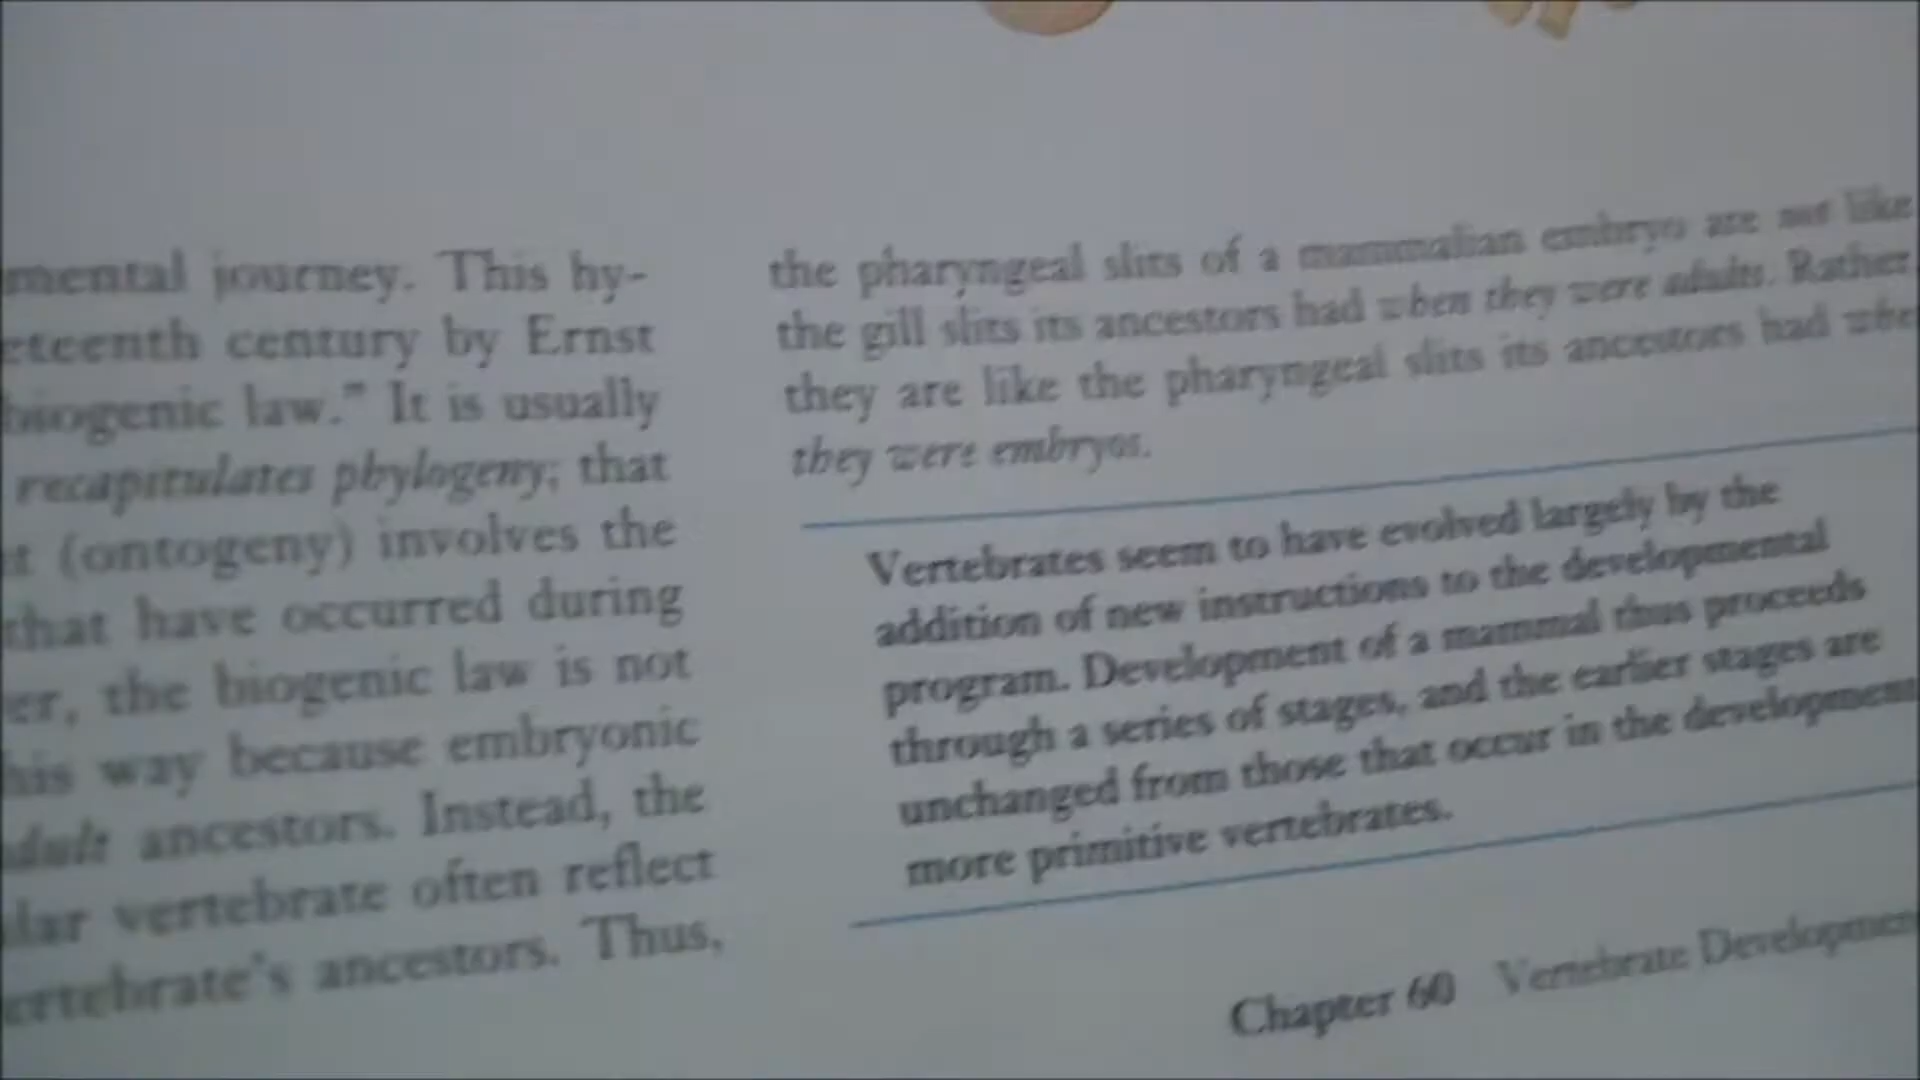 mental journey. This hy-
eteenth century by Ernst
biogenic law." It is usually
recapitulates phylogeny; that
t (ontogeny) involves the
that have occurred during
er, the biogenic law is not
his way because embryonic
dult ancestors. Instead, the
lar vertebrate often reflect
ertebrate's ancestors. Thus,
the pharyngeal slits of a mammalian embryo are not like
the gill slits its ancestors had when they were adults. Rather,
they are like the pharyngeal slits its ancestors had whe
they were embryos.
Vertebrates seem to have evolved largely by the
addition of new instructions to the developmental
program. Development of a mammal thus proceeds
through a series of stages, and the earlier stages are
unchanged from those that occur in the development
more primitive vertebrates.
Chapter 60 Vertebrate Developmen